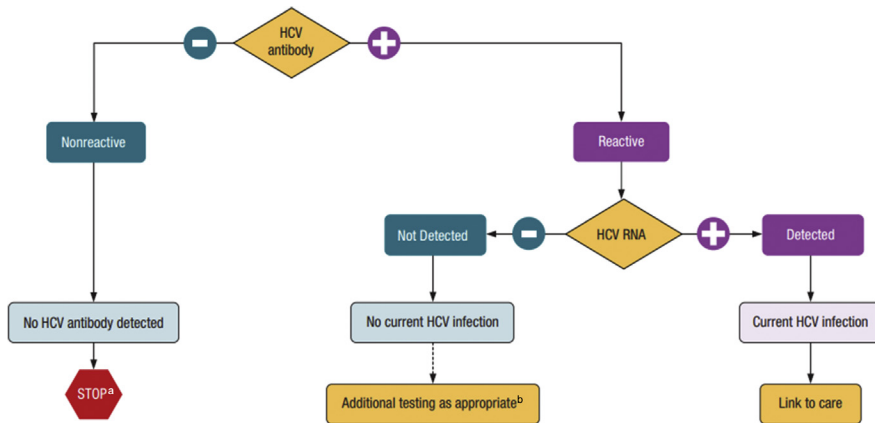 HCV
antibody
Nonreactive
Reactive
Not Detected
HCV RNA
Detected
No HCV antibody detected
No current HCV infection
Current HCV infection
STOPᵃ
Additional testing as appropriateᵇ
Link to care